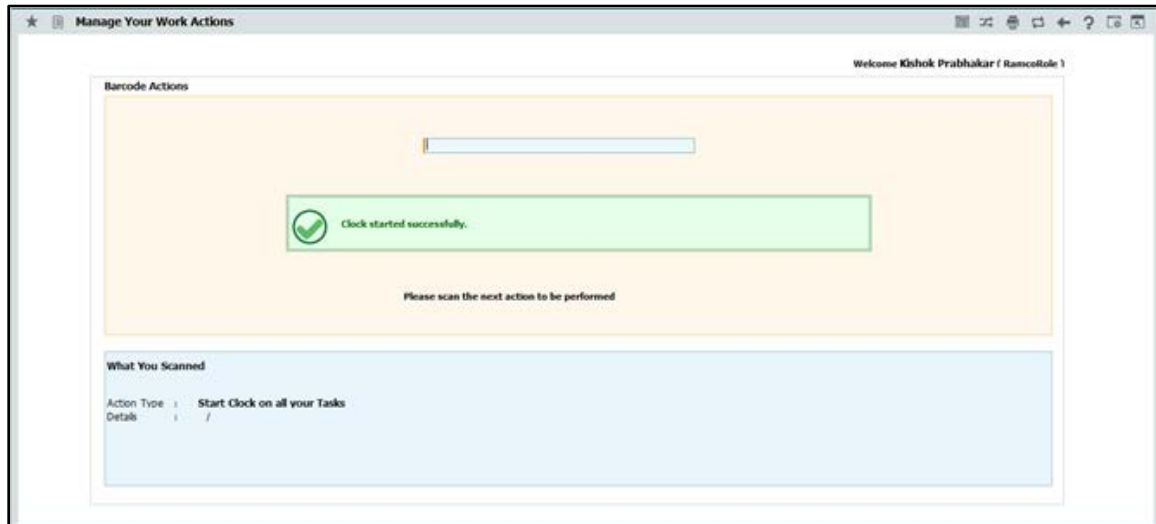 Manage Your Work Actions
Welcome Kishok Prabhakar ( RamcoRole )
Barcode Actions
Clock started successfully.
Please scan the next action to be performed
What You Scanned
Action Type : Start Clock on all your Tasks
Details : /